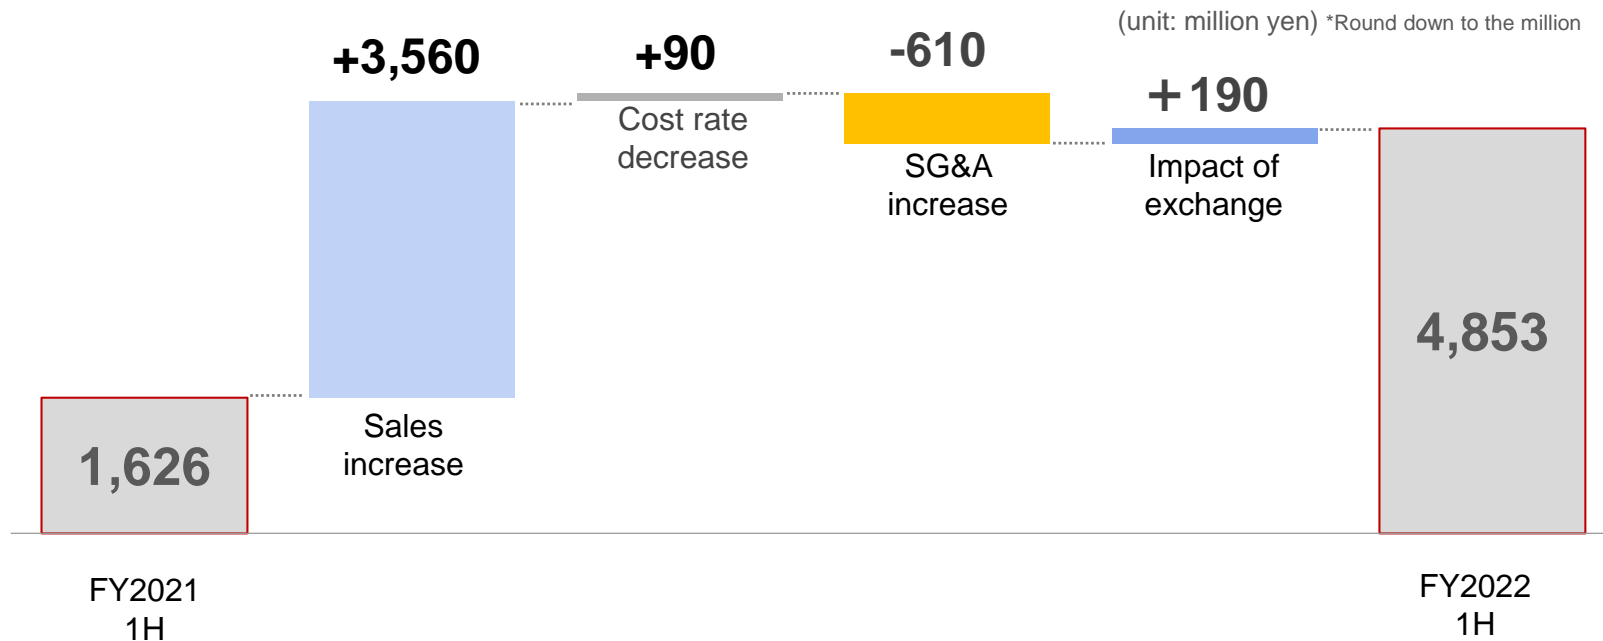 (unit: million yen) *Round down to the million
+3,560
+90
-610
＋190
Cost rate
decrease
SG&A
increase
Impact of
exchange
4,853
Sales
increase
1,626
FY2021
1H
FY2022
1H